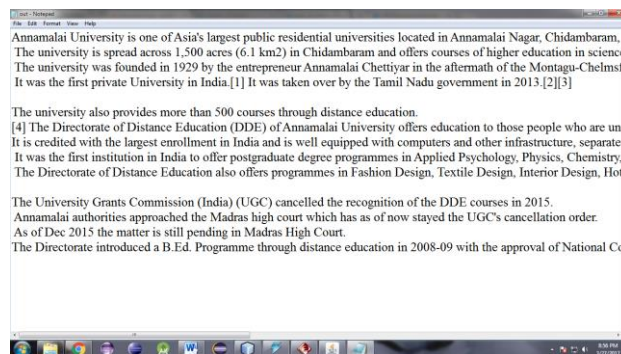 out - Notepad
File Edit Format View Help
Annamalai University is one of Asia's largest public residential universities located in Annamalai Nagar, Chidambaram,
The university is spread across 1,500 acres (6.1 km2) in Chidambaram and offers courses of higher education in science
The university was founded in 1929 by the entrepreneur Annamalai Chettiyar in the aftermath of the Montagu-Chelmsf
It was the first private University in India.[1] It was taken over by the Tamil Nadu government in 2013.[2][3]
The university also provides more than 500 courses through distance education.
[4] The Directorate of Distance Education (DDE) of Annamalai University offers education to those people who are un
It is credited with the largest enrollment in India and is well equipped with computers and other infrastructure, separate
It was the first institution in India to offer postgraduate degree programmes in Applied Psychology, Physics, Chemistry,
The Directorate of Distance Education also offers programmes in Fashion Design, Textile Design, Interior Design, Hot
The University Grants Commission (India) (UGC) cancelled the recognition of the DDE courses in 2015.
Annamalai authorities approached the Madras high court which has as of now stayed the UGC's cancellation order.
As of Dec 2015 the matter is still pending in Madras High Court.
The Directorate introduced a B.Ed. Programme through distance education in 2008-09 with the approval of National Co
8:56 PM